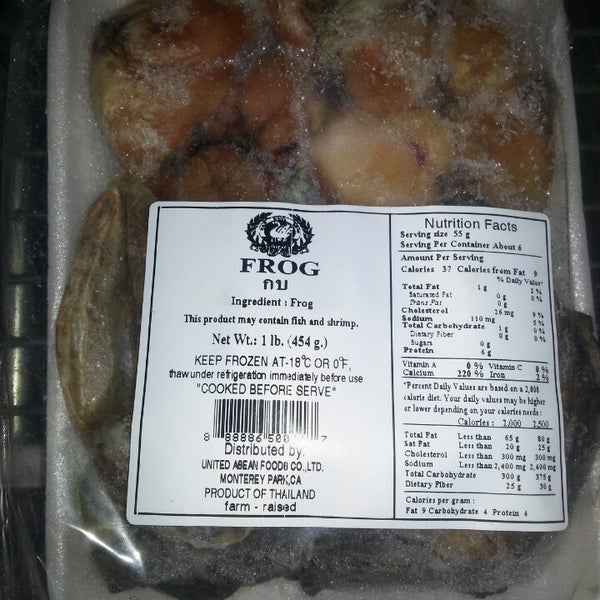 FROG
กบ
Ingredient : Frog
This product may contain fish and shrimp.
Net Wt.: 1 lb. (454 g.)
KEEP FROZEN AT-18°C OR 0°F,
thaw under refrigeration immediately before use
"COOKED BEFORE SERVE"
Distributed by:
UNITED ASEAN FOODS CO.,LTD.
MONTEREY PARK,CA
PRODUCT OF THAILAND
farm - raised
Nutrition Facts
Serving size 55 g
Serving Per Container About 6
Amount Per Serving
Calories 37 Calories from Fat 9
% Daily Value*
Total Fat 1 g 2 %
Saturated Fat 0 g 0 %
Trans Fat 0 g
Cholesterol 26 mg 9 %
Sodium 110 mg 5 %
Total Carbohydrate 1 g 0 %
Dietary Fiber 0 g 0 %
Sugars 0 g
Protein 6 g
Vitamin A 0 % Vitamin C 0 %
Calcium 220 % Iron 2 %
*Percent Daily Values are based on a 2,000
calorie diet. Your daily values may be higher
or lower depending on your calories needs :
Calories : 2,000 2,500
Total Fat Less than 65 g 80 g
Sat Fat Less than 20 g 25 g
Cholesterol Less than 300 mg 300 mg
Sodium Less than 2,400 mg 2,400 mg
Total Carbohydrate 300 g 375 g
Dietary Fiber 25 g 30 g
Calories per gram :
Fat 9 Carbohydrate 4 Protein 4